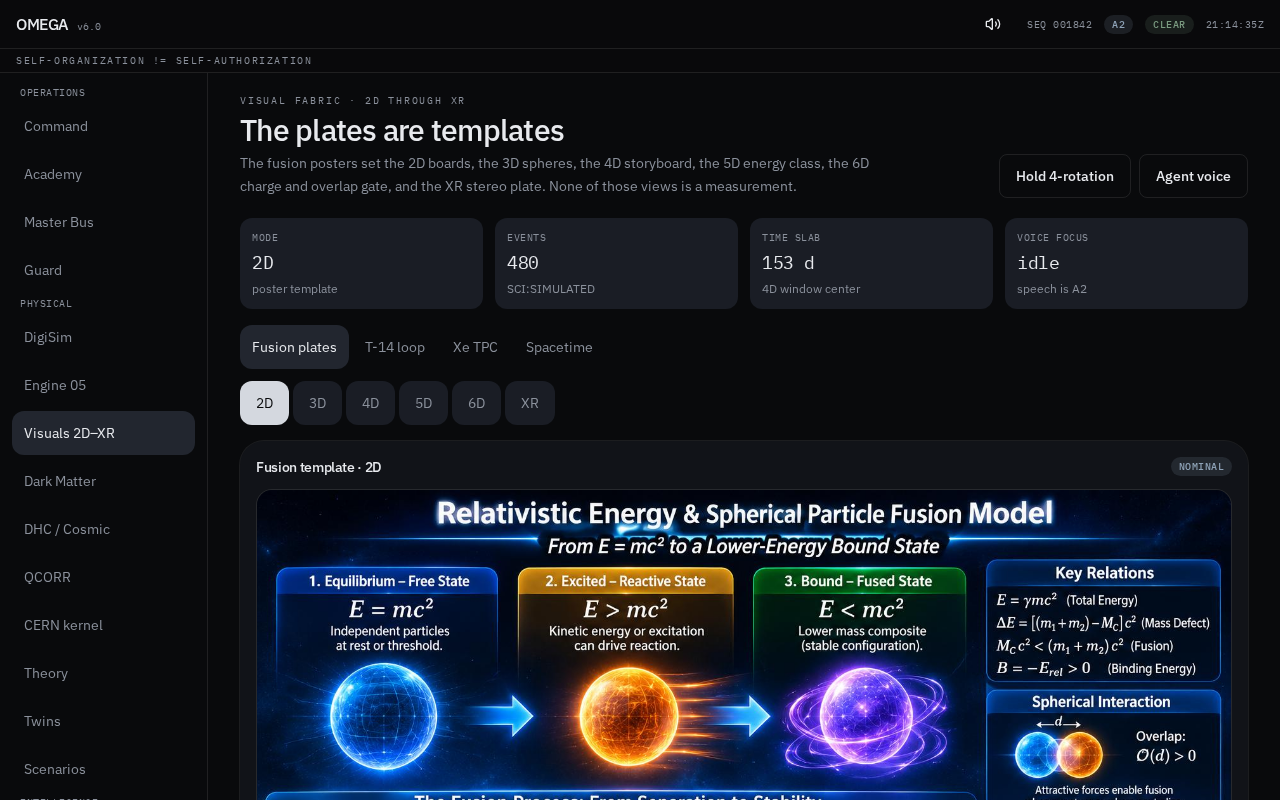 OMEGA v6.0
SEQ 001842 A2 CLEAR 21:14:35Z
SELF-ORGANIZATION != SELF-AUTHORIZATION
OPERATIONS
Command
Academy
Master Bus
Guard
PHYSICAL
DigiSim
Engine 05
Visuals 2D–XR
Dark Matter
DHC / Cosmic
QCORR
CERN kernel
Theory
Twins
Scenarios
VISUAL FABRIC · 2D THROUGH XR
The plates are templates
The fusion posters set the 2D boards, the 3D spheres, the 4D storyboard, the 5D energy class, the 6D
charge and overlap gate, and the XR stereo plate. None of those views is a measurement.
Hold 4-rotation
Agent voice
MODE
2D
poster template
EVENTS
480
SCI:SIMULATED
TIME SLAB
153 d
4D window center
VOICE FOCUS
idle
speech is A2
Fusion plates T-14 loop Xe TPC Spacetime
2D 3D 4D 5D 6D XR
Fusion template · 2D
NOMINAL
Relativistic Energy & Spherical Particle Fusion Model
From E = mc² to a Lower-Energy Bound State
1. Equilibrium – Free State
E = mc²
Independent particles
at rest or threshold.
2. Excited – Reactive State
E > mc²
Kinetic energy or excitation
can drive reaction.
3. Bound – Fused State
E < mc²
Lower mass composite
(stable configuration).
Key Relations
E = γmc² (Total Energy)
ΔE = [(m₁+m₂) – M_C] c² (Mass Defect)
M_C c² < (m₁ + m₂) c² (Fusion)
B = −E_rel > 0 (Binding Energy)
Spherical Interaction
d
Overlap:
O(d) > 0
Attractive forces enable fusion
The Fusion Process: From Separation to Stability